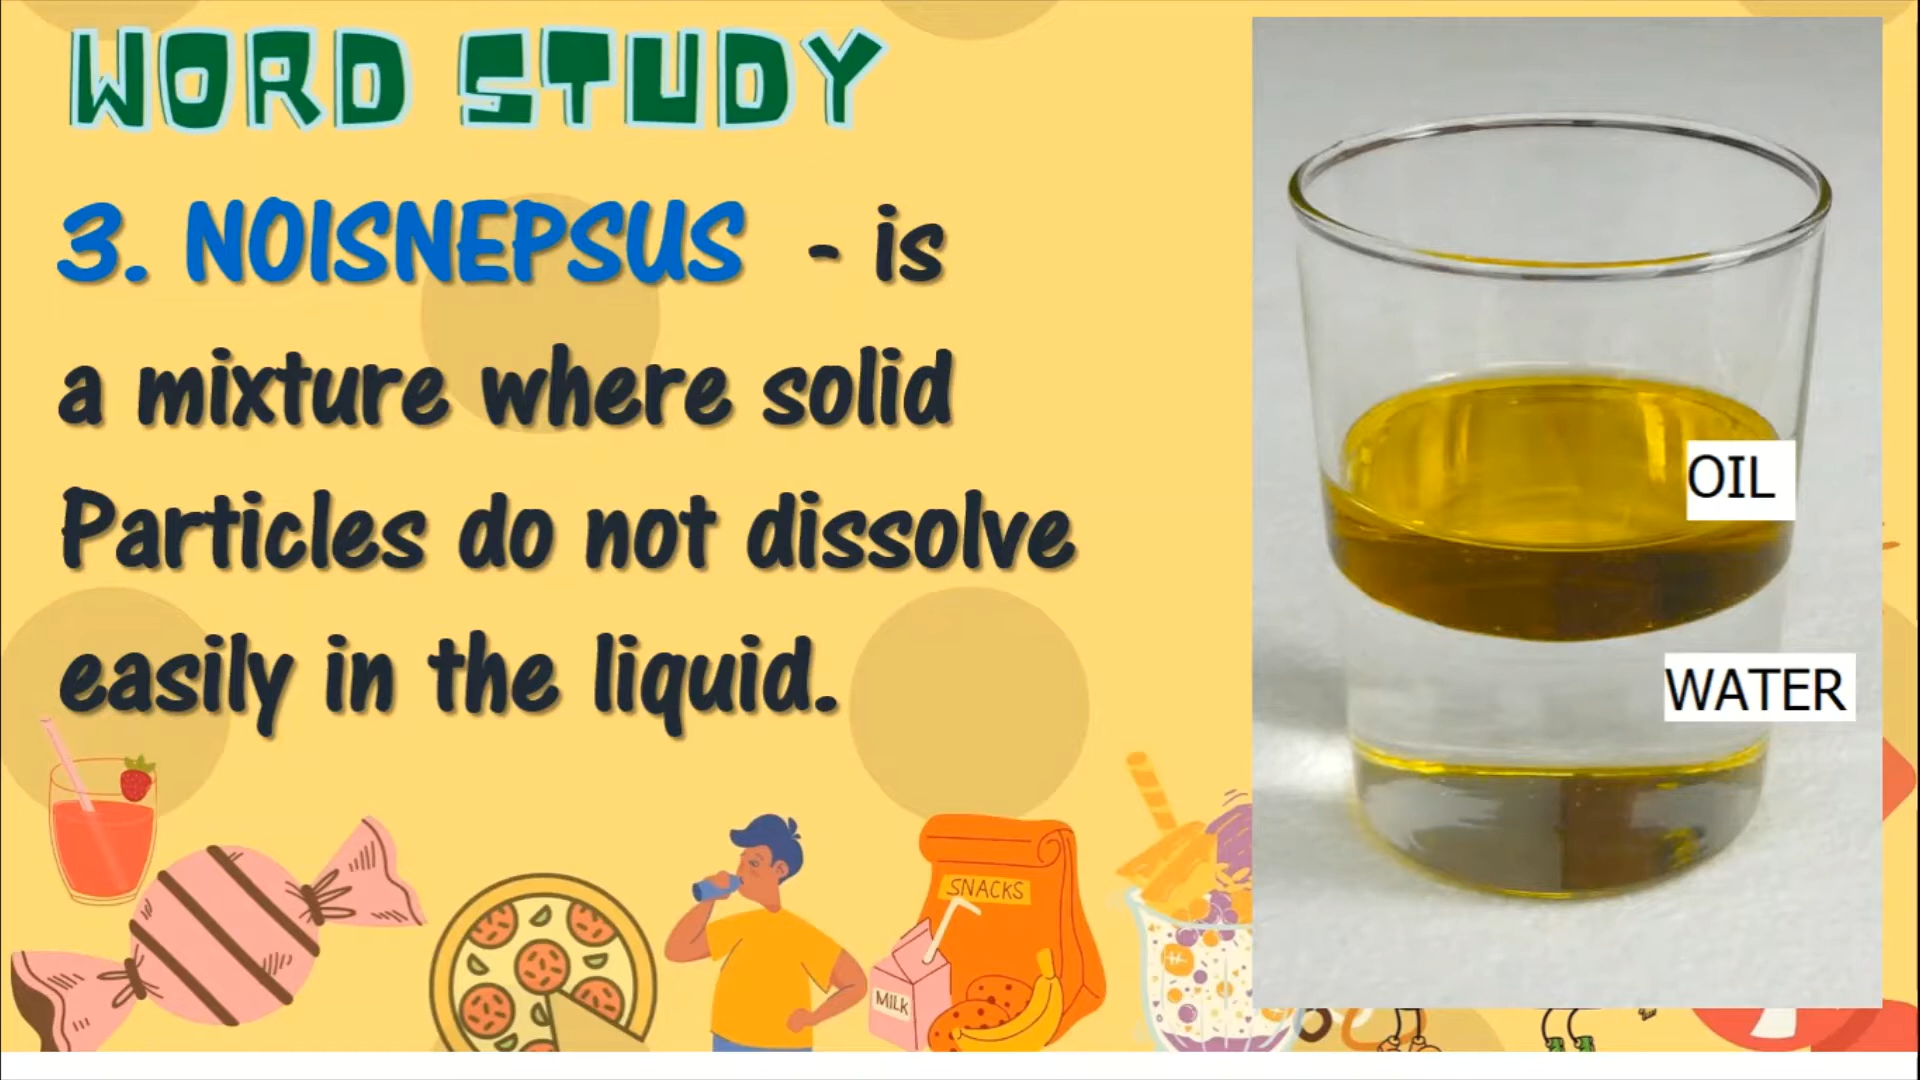 WORD STUDY
3. NOISNEPSUS - is
a mixture where solid
Particles do not dissolve
easily in the liquid.
OIL
WATER
SNACKS
MILK